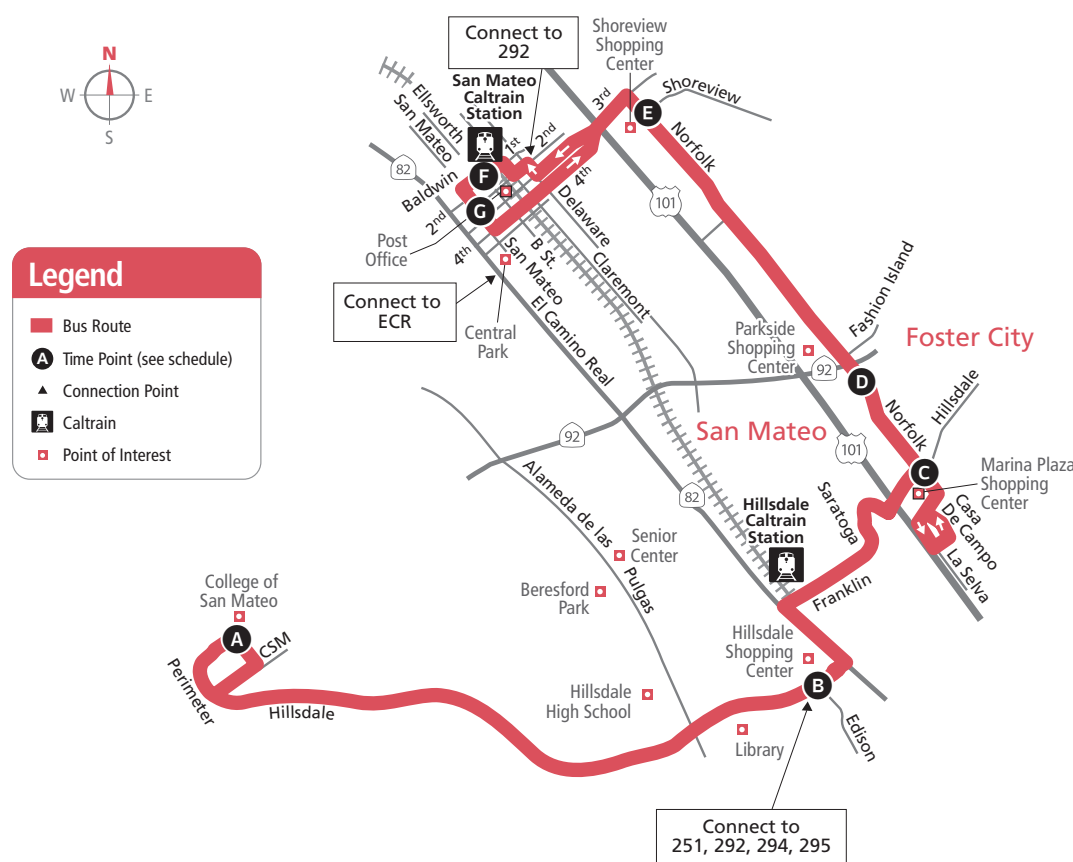 Connect to
292
Shoreview
Shopping
Center
N
W
E
S
San Mateo
Caltrain
Station
Ellsworth
San Mateo
3rd
E
Shoreview
Norfolk
1st
2nd
82
Baldwin
F
4th
G
2nd
Delaware
101
Post
Office
4th
San Mateo
B St.
Claremont
Legend
Bus Route
A
Time Point (see schedule)
Connection Point
Caltrain
Point of Interest
Connect to
ECR
Central
Park
El Camino Real
Fashion Island
Parkside
Shopping
Center
Foster City
92
D
Norfolk
Hillsdale
San Mateo
92
101
C
Marina Plaza
Shopping
Center
Alameda de las
Pulgas
82
Saratoga
Casa
De Campo
La Selva
Hillsdale
Caltrain
Station
Senior
Center
Beresford
Park
Franklin
College of
San Mateo
A
CSM
Perimeter
Hillsdale
Hillsdale
Shopping
Center
B
Hillsdale
High School
Library
Edison
Connect to
251, 292, 294, 295